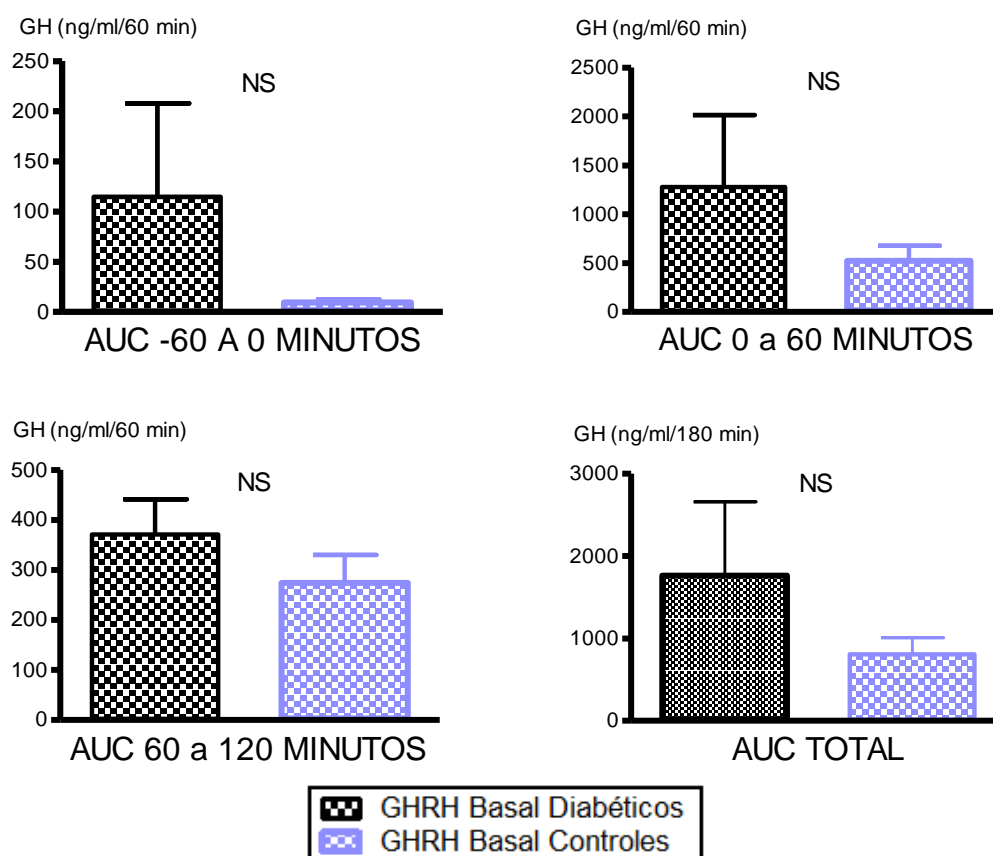 GH (ng/ml/60 min)
250
200
150
100
50
0
NS
AUC -60 A 0 MINUTOS
GH (ng/ml/60 min)
2500
2000
1500
1000
500
0
NS
AUC 0 a 60 MINUTOS
GH (ng/ml/60 min)
500
400
300
200
100
0
NS
AUC 60 a 120 MINUTOS
GH (ng/ml/180 min)
3000
2000
1000
0
NS
AUC TOTAL
GHRH Basal Diabéticos
GHRH Basal Controles